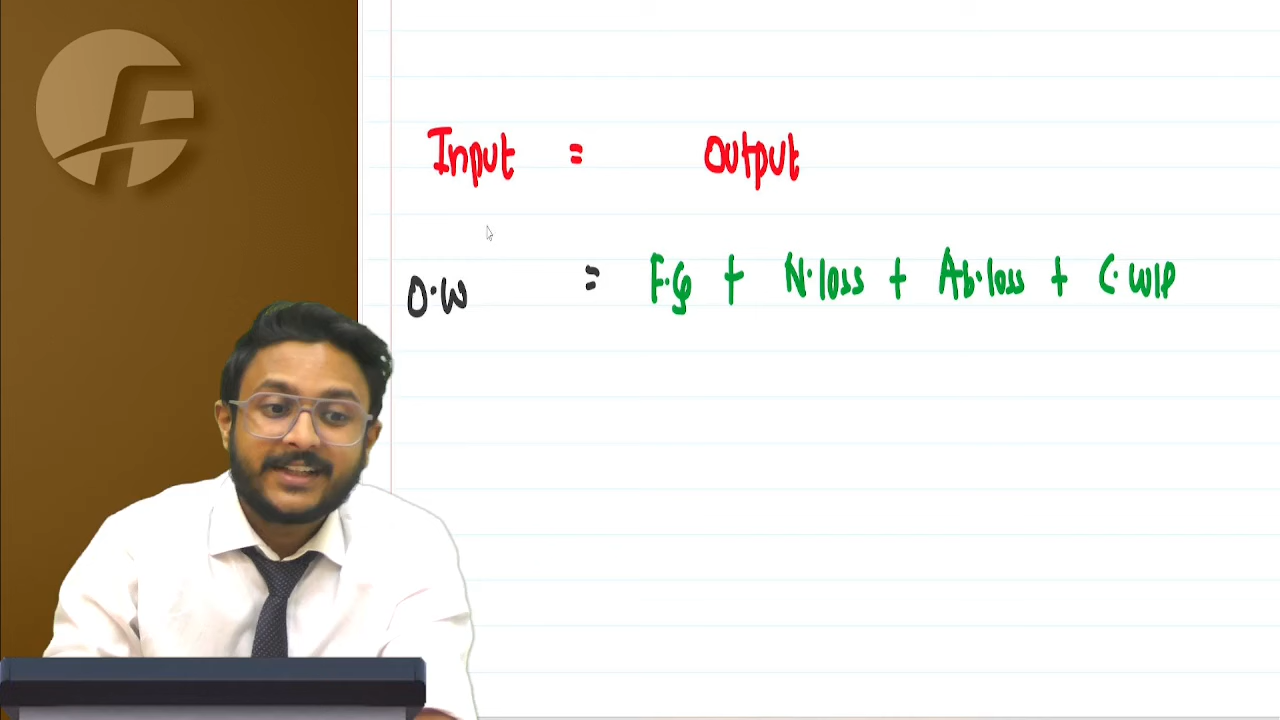 Input = Output
O.W = F.G + N.loss + Ab.loss + C.WIP